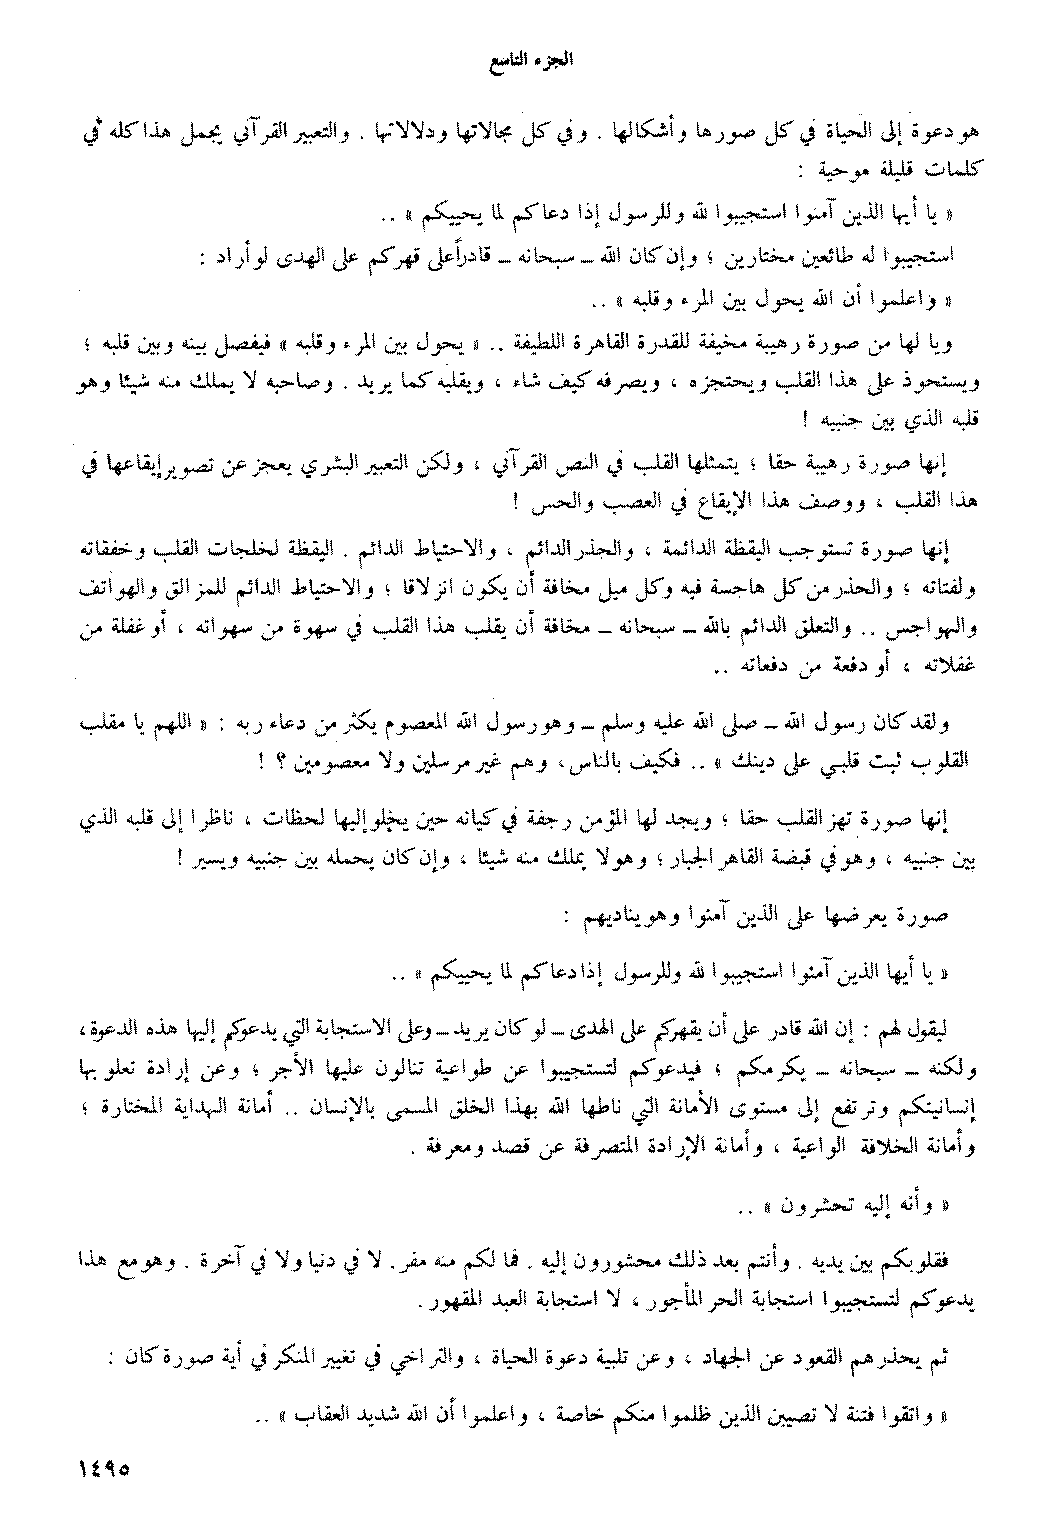 الجزء التاسع
هو دعوة إلى الحياة في كل صورها وأشكالها . وفي كل مجالاتها ودلالاتها . والتعبير القرآني يجمل هذا كله في
كلمات قليلة موحية :
« يا أيها الذين آمنوا استجيبوا لله وللرسول إذا دعاكم لما يحييكم » ..
استجيبوا له طائعين مختارين ؛ وإن كان الله – سبحانه – قادراً على قهركم على الهدى لو أراد :
« واعلموا أن الله يحول بين المرء وقلبه » ..
ويا لها من صورة رهيبة مخيفة للقدرة القاهرة اللطيفة .. « يحول بين المرء وقلبه » فيفصل بينه وبين قلبه ؛
ويستحوذ على هذا القلب ويحتجزه ، ويصرفه كيف شاء ، ويقلبه كما يريد . وصاحبه لا يملك منه شيئا وهو
قلبه الذي بين جنبيه !
إنها صورة رهيبة حقا ؛ يتمثلها القلب في النص القرآني ، ولكن التعبير البشري يعجز عن تصوير إيقاعها في
هذا القلب ، ووصف هذا الإيقاع في العصب والحس !
إنها صورة تستوجب اليقظة الدائمة ، والحذر الدائم ، والاحتياط الدائم . اليقظة لخلجات القلب وخفقاته
ولفتاته ؛ والحذر من كل هاجسة فيه وكل ميل مخافة أن يكون انزلاقا ؛ والاحتياط الدائم للمزالق والهواتف
والهواجس .. والتعلق الدائم بالله – سبحانه – مخافة أن يقلب هذا القلب في سهوة من سهواته ، أو غفلة من
غفلاته ، أو دفعة من دفعاته ..
ولقد كان رسول الله – صلى الله عليه وسلم – وهو رسول الله المعصوم يكثر من دعاء ربه : « اللهم يا مقلب
القلوب ثبت قلبي على دينك » .. فكيف بالناس، وهم غير مرسلين ولا معصومين ؟ !
إنها صورة تهز القلب حقا ؛ ويجد لها المؤمن رجفة في كيانه حين يخلو إليها لحظات ، ناظرا إلى قلبه الذي
بين جنبيه ، وهو في قبضة القاهر الجبار ؛ وهو لا يملك منه شيئا ، وإن كان يحمله بين جنبيه ويسير !
صورة يعرضها على الذين آمنوا وهو يناديهم :
« يا أيها الذين آمنوا استجيبوا لله وللرسول إذا دعاكم لما يحييكم » ..
ليقول لهم : إن الله قادر على أن يقهركم على الهدى – لو كان يريد – وعلى الاستجابة التي يدعوكم إليها هذه الدعوة،
ولكنه – سبحانه – يكرمكم ؛ فيدعوكم لتستجيبوا عن طواعية تنالون عليها الأجر ؛ وعن إرادة تعلو بها
إنسانيتكم وترتفع إلى مستوى الأمانة التي ناطها الله بهذا الخلق المسمى بالإنسان .. أمانة الهداية المختارة ؛
وأمانة الخلافة الواعية ، وأمانة الإرادة المتصرفة عن قصد ومعرفة .
« وأنه إليه تحشرون » ..
فقلوبكم بين يديه . وأنتم بعد ذلك محشورون إليه . فما لكم منه مفر. لا في دنيا ولا في آخرة . وهو مع هذا
يدعوكم لتستجيبوا استجابة الحر المأجور ، لا استجابة العبد المقهور.
ثم يحذرهم القعود عن الجهاد ، وعن تلبية دعوة الحياة ، والتراخي في تغيير المنكر في أية صورة كان :
« واتقوا فتنة لا تصيبن الذين ظلموا منكم خاصة ، واعلموا أن الله شديد العقاب » ..
١٤٩٥